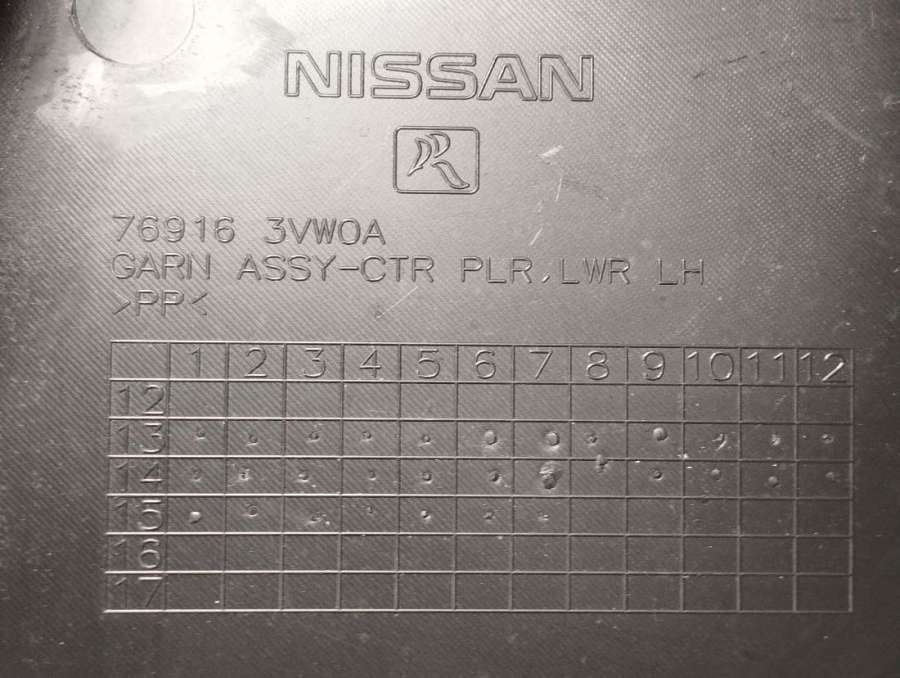 NISSAN
R
76916 3VW0A
GARN ASSY-CTR PLR,LWR LH
>PP<
1 2 3 4 5 6 7 8 9 10 11 12
12
13
14
15
16
17